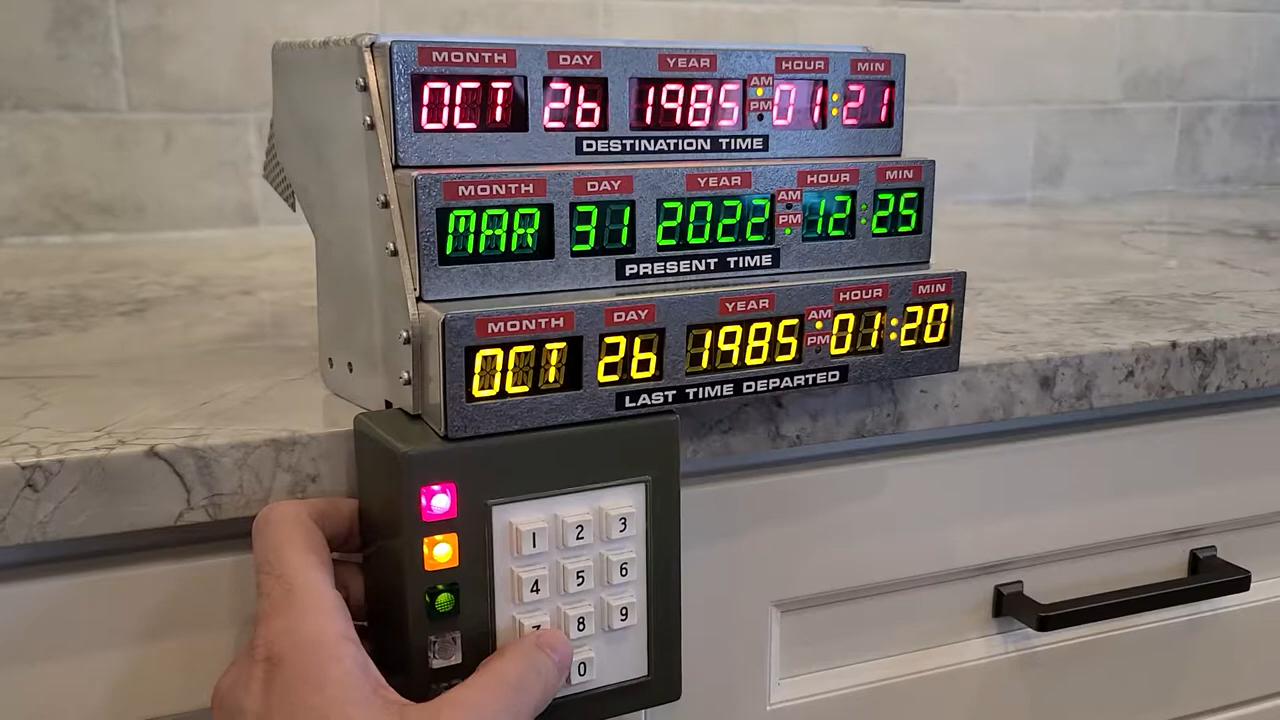 MONTH DAY YEAR AM PM HOUR MIN
OCT 26 1985 01:21
DESTINATION TIME
MONTH DAY YEAR AM PM HOUR MIN
MAR 31 2022 12:25
PRESENT TIME
MONTH DAY YEAR AM PM HOUR MIN
OCT 26 1985 01:20
LAST TIME DEPARTED
1 2 3
4 5 6
7 8 9
0